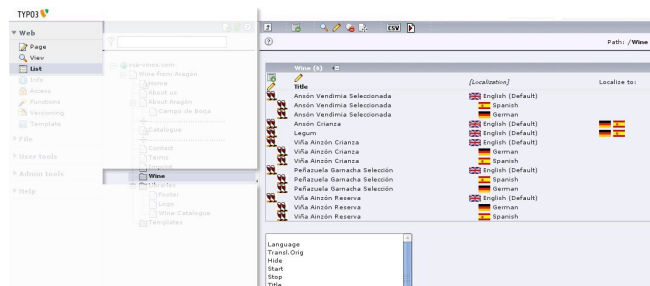 TYPO3
Web
Page
View
List
Info
Access
Functions
Versioning
Template
File
User tools
Admin tools
Help
Wine from Aragón
Home
About us
About Aragón
Campo de Borja
Catalogue
Contact
Terms
Imprint
Wine
Libraries
Footer
Logo
Wine Catalogue
Templates
CSV
Path: /Wine
Wine (6)
Title [Localization] Localize to:
Ansón Vendimia Seleccionada English (Default)
Ansón Vendimia Seleccionada Spanish
Ansón Vendimia Seleccionada German
Ansón Crianza English (Default)
Legum English (Default)
Viña Ainzón Crianza English (Default)
Viña Ainzón Crianza German
Viña Ainzón Crianza Spanish
Peñazuela Garnacha Selección English (Default)
Peñazuela Garnacha Selección Spanish
Peñazuela Garnacha Selección German
Viña Ainzón Reserva English (Default)
Viña Ainzón Reserva German
Viña Ainzón Reserva Spanish
Language
Transl.Orig
Hide
Start
Stop
Title